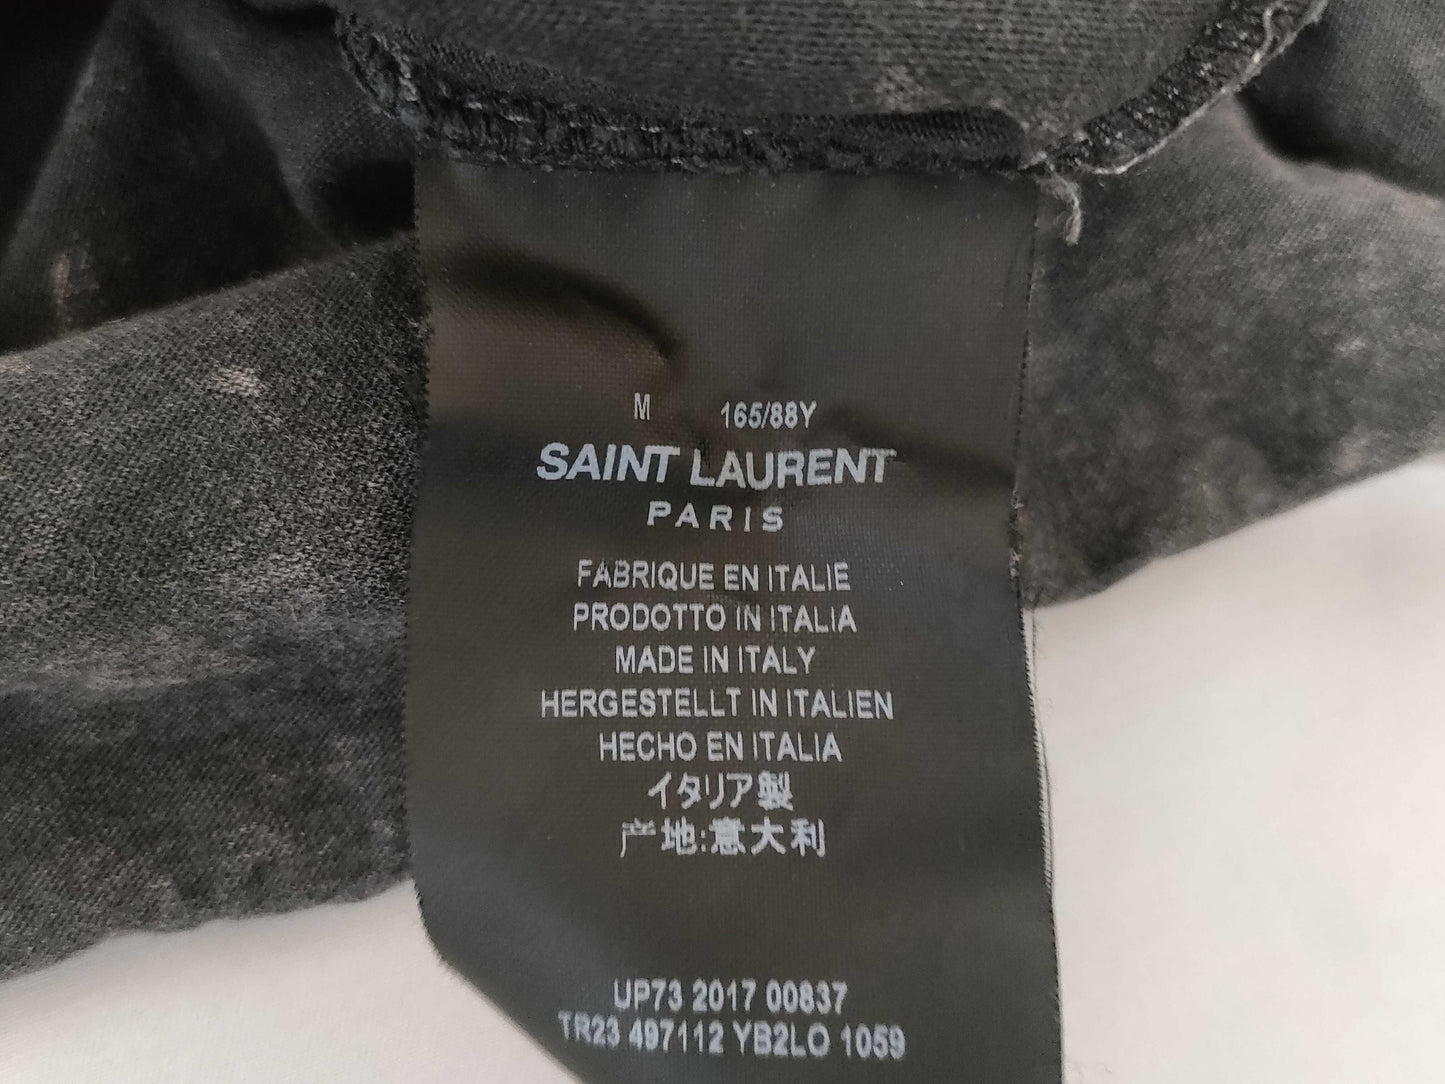 M 165/88Y
SAINT LAURENT
PARIS
FABRIQUE EN ITALIE
PRODOTTO IN ITALIA
MADE IN ITALY
HERGESTELLT IN ITALIEN
HECHO EN ITALIA
イタリア製
产地:意大利
UP73 2017 00837
TR23 497112 YB2LO 1059